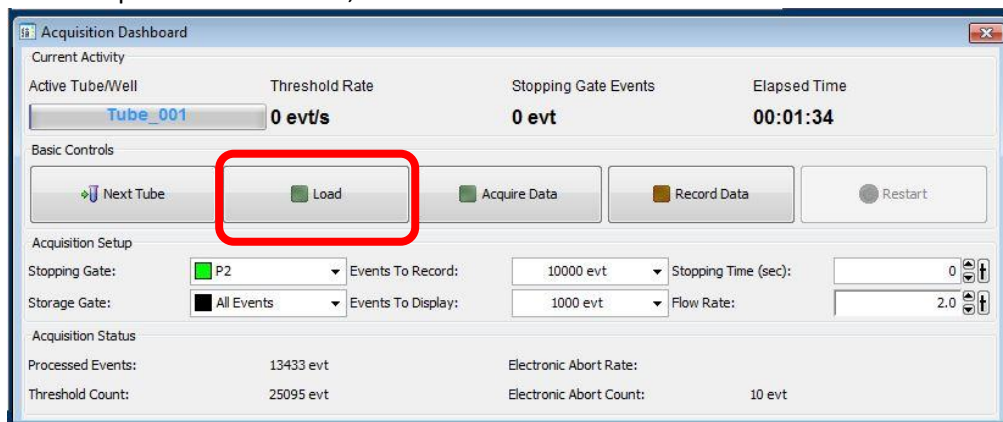 Acquisition Dashboard
Current Activity
Active Tube/Well Threshold Rate Stopping Gate Events Elapsed Time
Tube_001 0 evt/s 0 evt 00:01:34
Basic Controls
Next Tube Load Acquire Data Record Data Restart
Acquisition Setup
Stopping Gate: P2 Events To Record: 10000 evt Stopping Time (sec): 0
Storage Gate: All Events Events To Display: 1000 evt Flow Rate: 2.0
Acquisition Status
Processed Events: 13433 evt Electronic Abort Rate:
Threshold Count: 25095 evt Electronic Abort Count: 10 evt